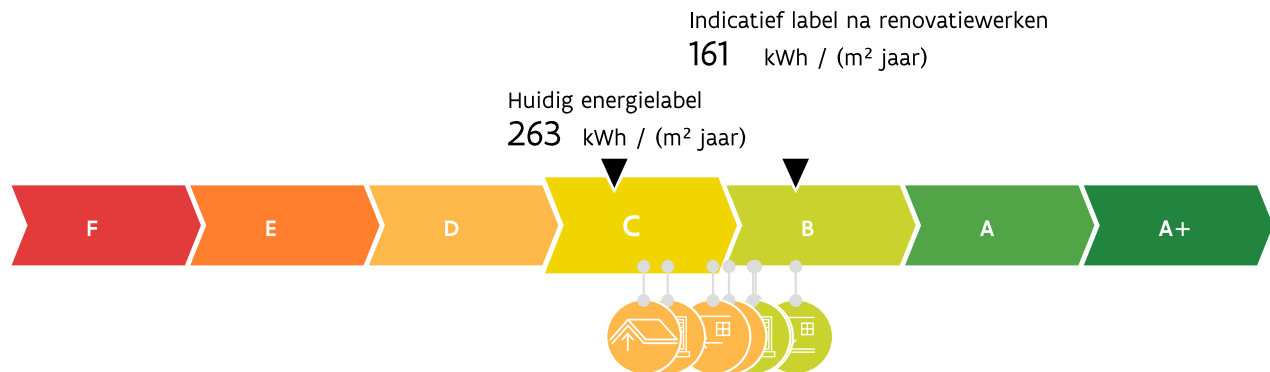 Indicatief label na renovatiewerken
161 kWh / (m² jaar)
Huidig energielabel
263 kWh / (m² jaar)
F E D C B A A+